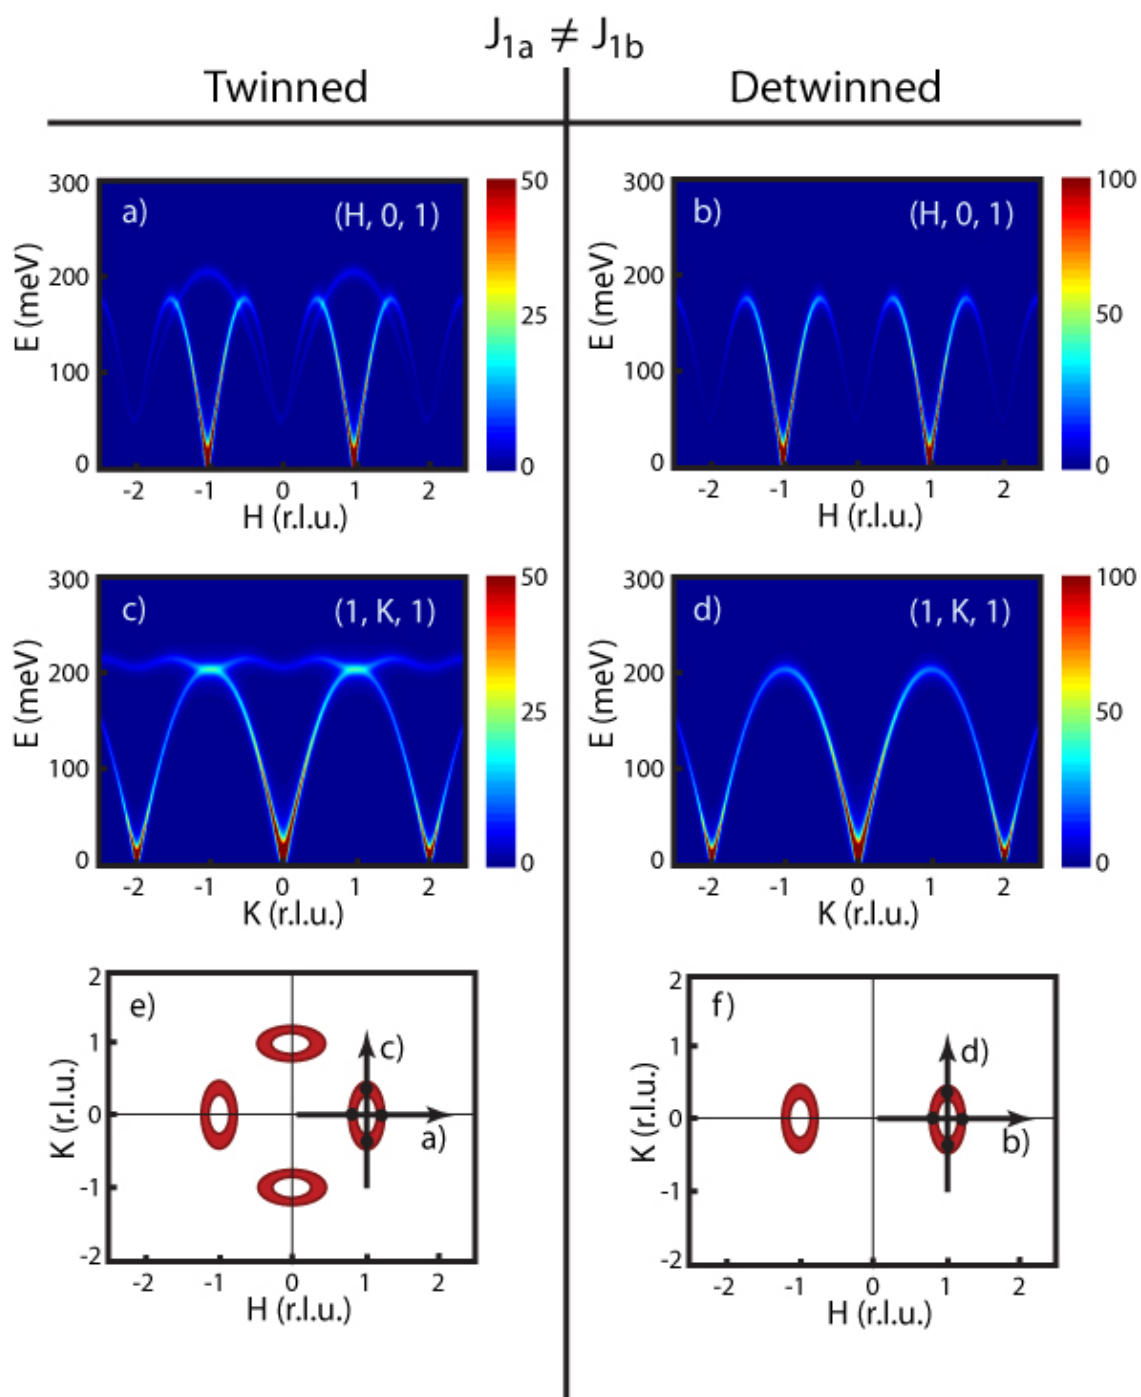 J1a ≠ J1b
Twinned
Detwinned
a)
(H, 0, 1)
E (meV)
300
200
100
0
-2 -1 0 1 2
H (r.l.u.)
50
25
0
b)
(H, 0, 1)
E (meV)
300
200
100
0
-2 -1 0 1 2
H (r.l.u.)
100
50
0
c)
(1, K, 1)
E (meV)
300
200
100
0
-2 -1 0 1 2
K (r.l.u.)
50
25
0
d)
(1, K, 1)
E (meV)
300
200
100
0
-2 -1 0 1 2
K (r.l.u.)
100
50
0
e)
c)
a)
K (r.l.u.)
2
1
0
-1
-2
-2 -1 0 1 2
H (r.l.u.)
f)
d)
b)
K (r.l.u.)
2
1
0
-1
-2
-2 -1 0 1 2
H (r.l.u.)